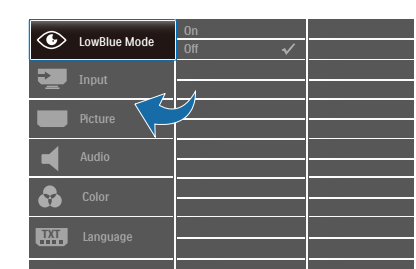 LowBlue Mode
On
Off
Input
Picture
Audio
Color
TXT
Language